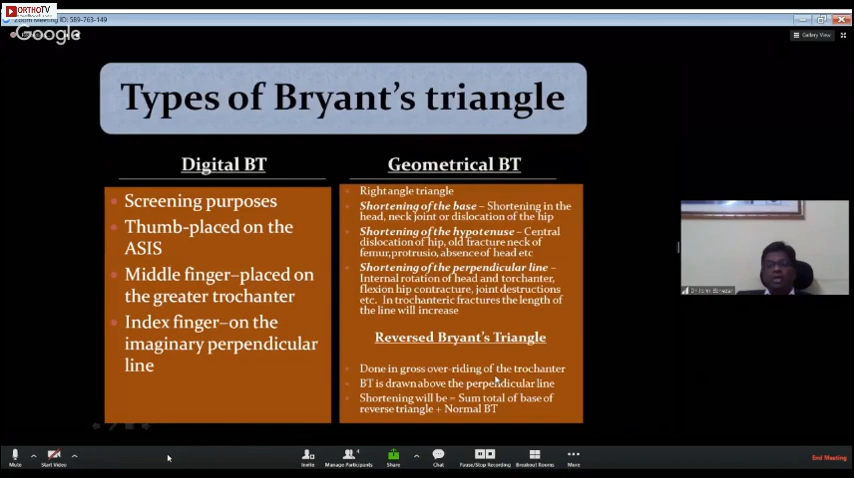 ORTHOTV
Zoom Meeting ID: 589-763-149
Google
Gallery View
Types of Bryant's triangle
Digital BT
Screening purposes
Thumb-placed on the
ASIS
Middle finger–placed on
the greater trochanter
Index finger–on the
imaginary perpendicular
line
Geometrical BT
Right angle triangle
Shortening of the base – Shortening in the
head, neck joint or dislocation of the hip
Shortening of the hypotenuse – Central
dislocation of hip, old fracture neck of
femur,protrusio, absence of head etc
Shortening of the perpendicular line –
Internal rotation of head and torchanter,
flexion hip contracture, joint destructions
etc. In trochanteric fractures the length of
the line will increase
Reversed Bryant's Triangle
Done in gross over-riding of the trochanter
BT is drawn above the perpendicular line
Shortening will be = Sum total of base of
reverse triangle + Normal BT
Mute
Start Video
Invite
4
Manage Participants
Share
Chat
Pause/Stop Recording
Breakout Rooms
More
End Meeting